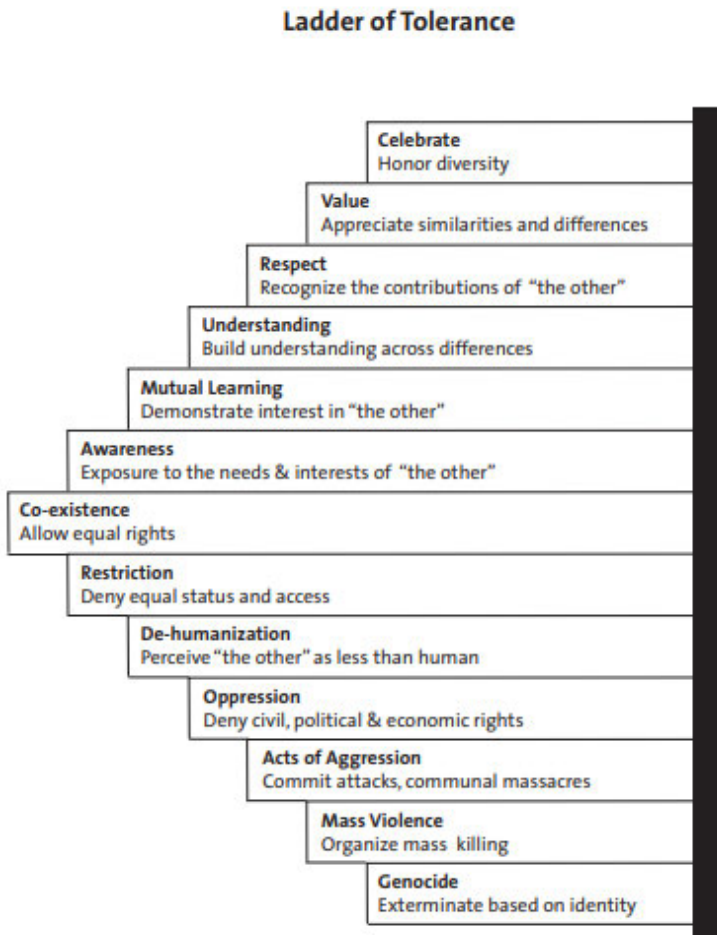 Ladder of Tolerance
Celebrate
Honor diversity
Value
Appreciate similarities and differences
Respect
Recognize the contributions of “the other”
Understanding
Build understanding across differences
Mutual Learning
Demonstrate interest in “the other”
Awareness
Exposure to the needs & interests of “the other”
Co-existence
Allow equal rights
Restriction
Deny equal status and access
De-humanization
Perceive “the other” as less than human
Oppression
Deny civil, political & economic rights
Acts of Aggression
Commit attacks, communal massacres
Mass Violence
Organize mass killing
Genocide
Exterminate based on identity